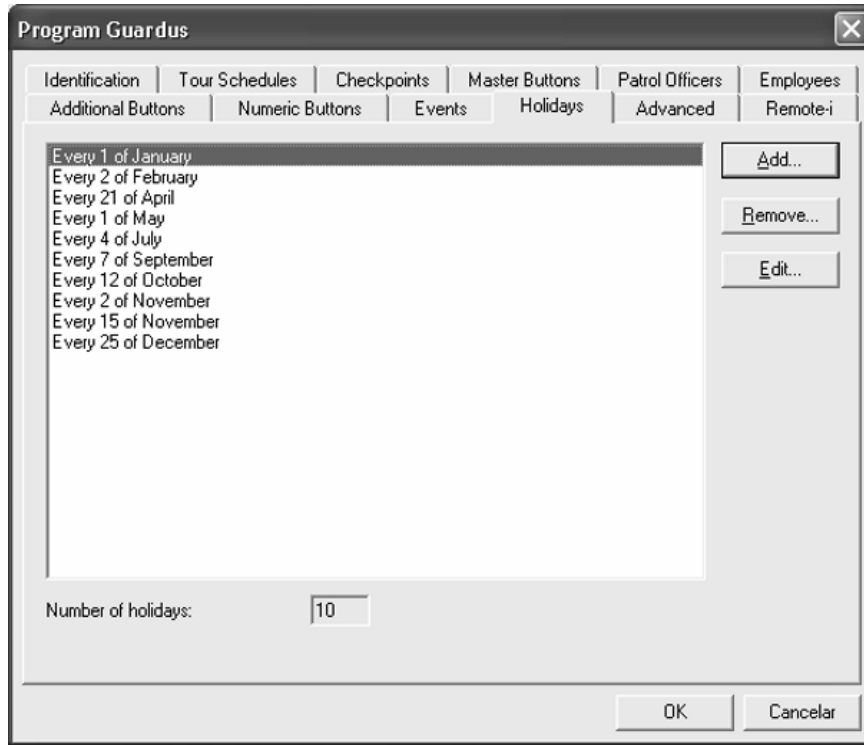 Program Guardus
Identification Tour Schedules Checkpoints Master Buttons Patrol Officers Employees
Additional Buttons Numeric Buttons Events Holidays Advanced Remote-i
Every 1 of January
Every 2 of February
Every 21 of April
Every 1 of May
Every 4 of July
Every 7 of September
Every 12 of October
Every 2 of November
Every 15 of November
Every 25 of December
Add...
Remove...
Edit...
Number of holidays: 10
OK Cancelar